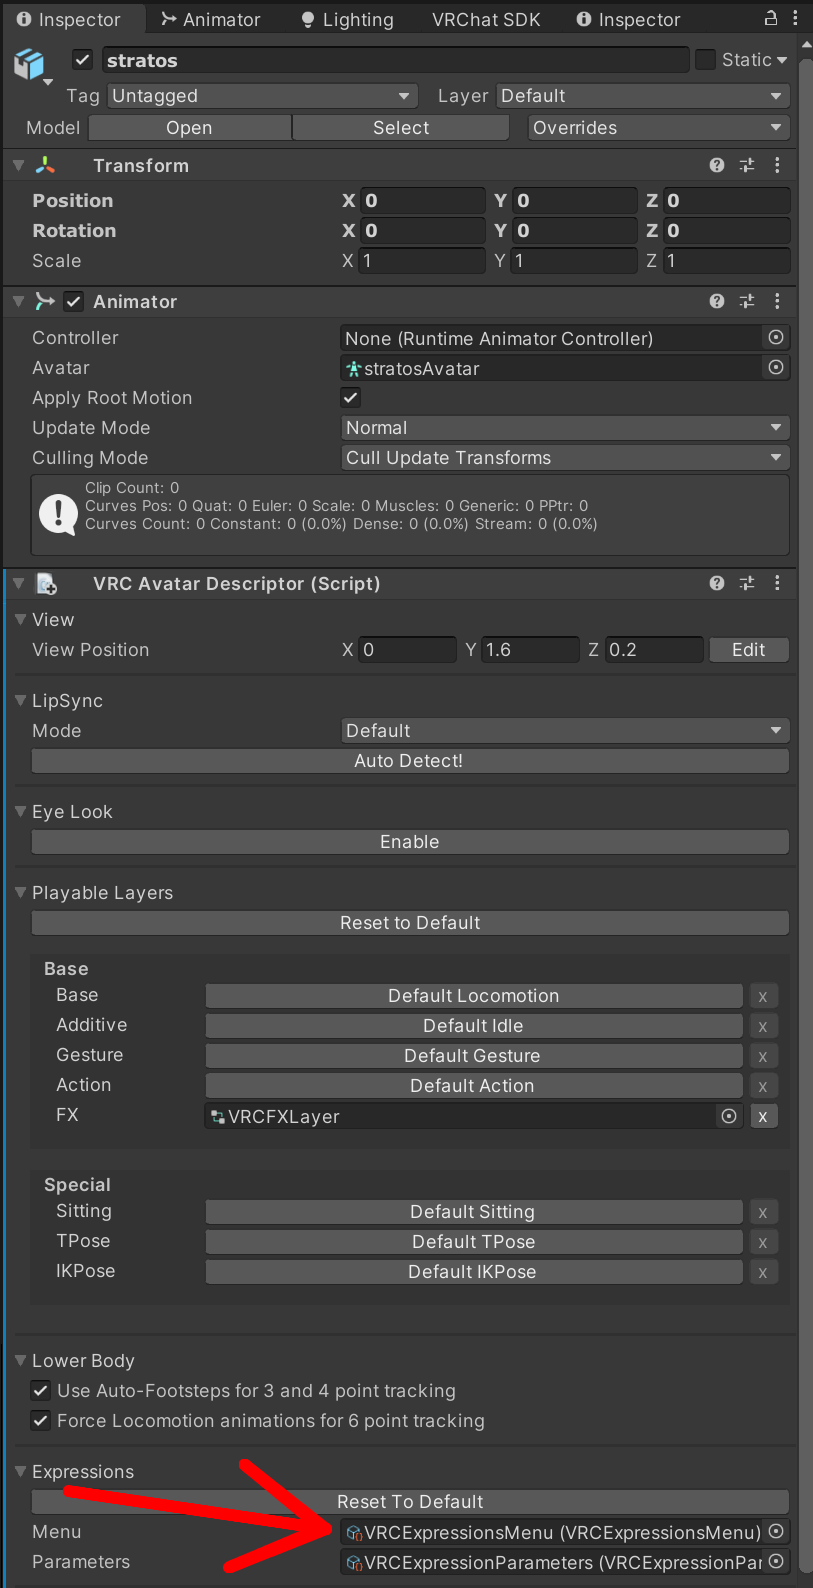 Inspector Animator Lighting VRChat SDK Inspector
stratos Static
Tag Untagged Layer Default
Model Open Select Overrides
Transform
Position X 0 Y 0 Z 0
Rotation X 0 Y 0 Z 0
Scale X 1 Y 1 Z 1
Animator
Controller None (Runtime Animator Controller)
Avatar stratosAvatar
Apply Root Motion
Update Mode Normal
Culling Mode Cull Update Transforms
Clip Count: 0
Curves Pos: 0 Quat: 0 Euler: 0 Scale: 0 Muscles: 0 Generic: 0 PPtr: 0
Curves Count: 0 Constant: 0 (0.0%) Dense: 0 (0.0%) Stream: 0 (0.0%)
VRC Avatar Descriptor (Script)
View
View Position X 0 Y 1.6 Z 0.2 Edit
LipSync
Mode Default
Auto Detect!
Eye Look
Enable
Playable Layers
Reset to Default
Base
Base Default Locomotion x
Additive Default Idle x
Gesture Default Gesture x
Action Default Action x
FX VRCFXLayer x
Special
Sitting Default Sitting x
TPose Default TPose x
IKPose Default IKPose x
Lower Body
Use Auto-Footsteps for 3 and 4 point tracking
Force Locomotion animations for 6 point tracking
Expressions
Reset To Default
Menu VRCExpressionsMenu (VRCExpressionsMenu)
Parameters VRCExpressionParameters (VRCExpressionPar